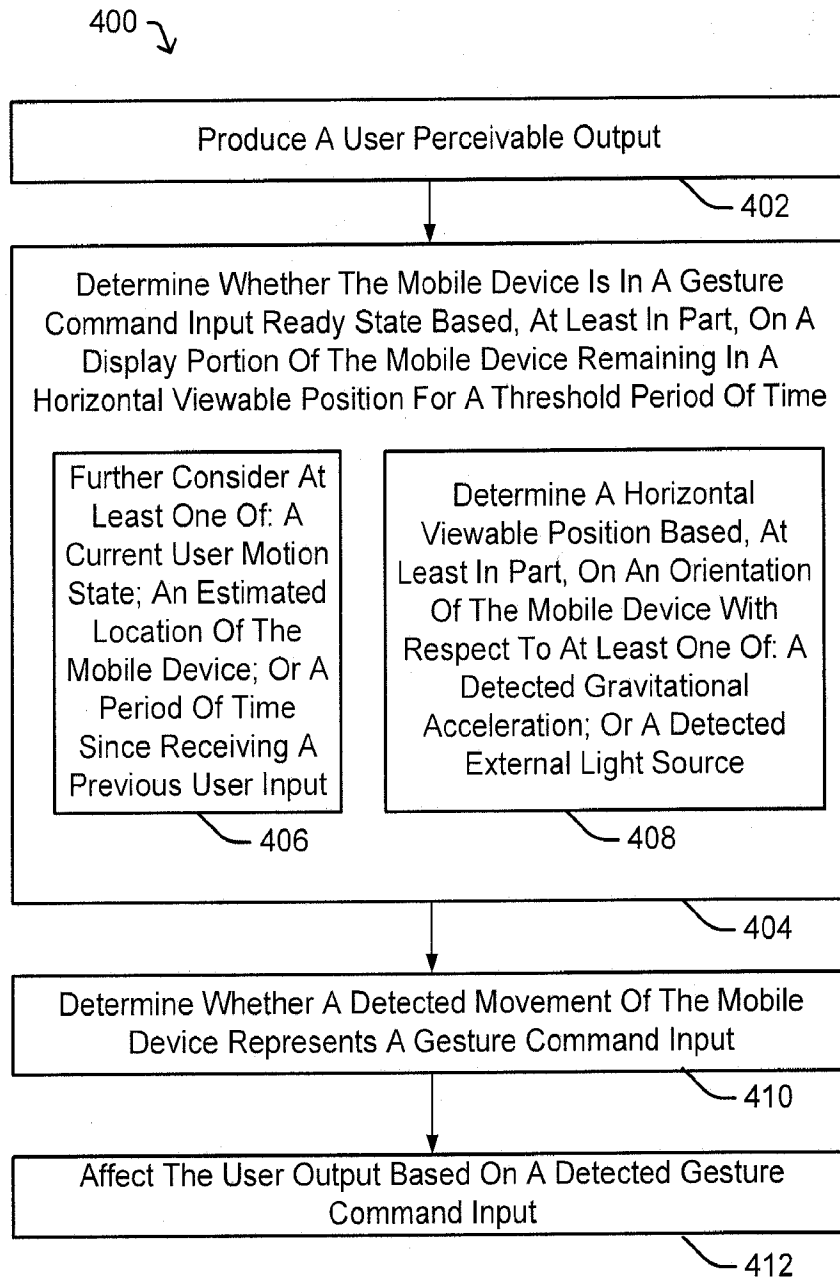 400
Produce A User Perceivable Output
402
Determine Whether The Mobile Device Is In A Gesture
Command Input Ready State Based, At Least In Part, On A
Display Portion Of The Mobile Device Remaining In A
Horizontal Viewable Position For A Threshold Period Of Time
Further Consider At
Least One Of: A
Current User Motion
State; An Estimated
Location Of The
Mobile Device; Or A
Period Of Time
Since Receiving A
Previous User Input
406
Determine A Horizontal
Viewable Position Based, At
Least In Part, On An Orientation
Of The Mobile Device With
Respect To At Least One Of: A
Detected Gravitational
Acceleration; Or A Detected
External Light Source
408
404
Determine Whether A Detected Movement Of The Mobile
Device Represents A Gesture Command Input
410
Affect The User Output Based On A Detected Gesture
Command Input
412